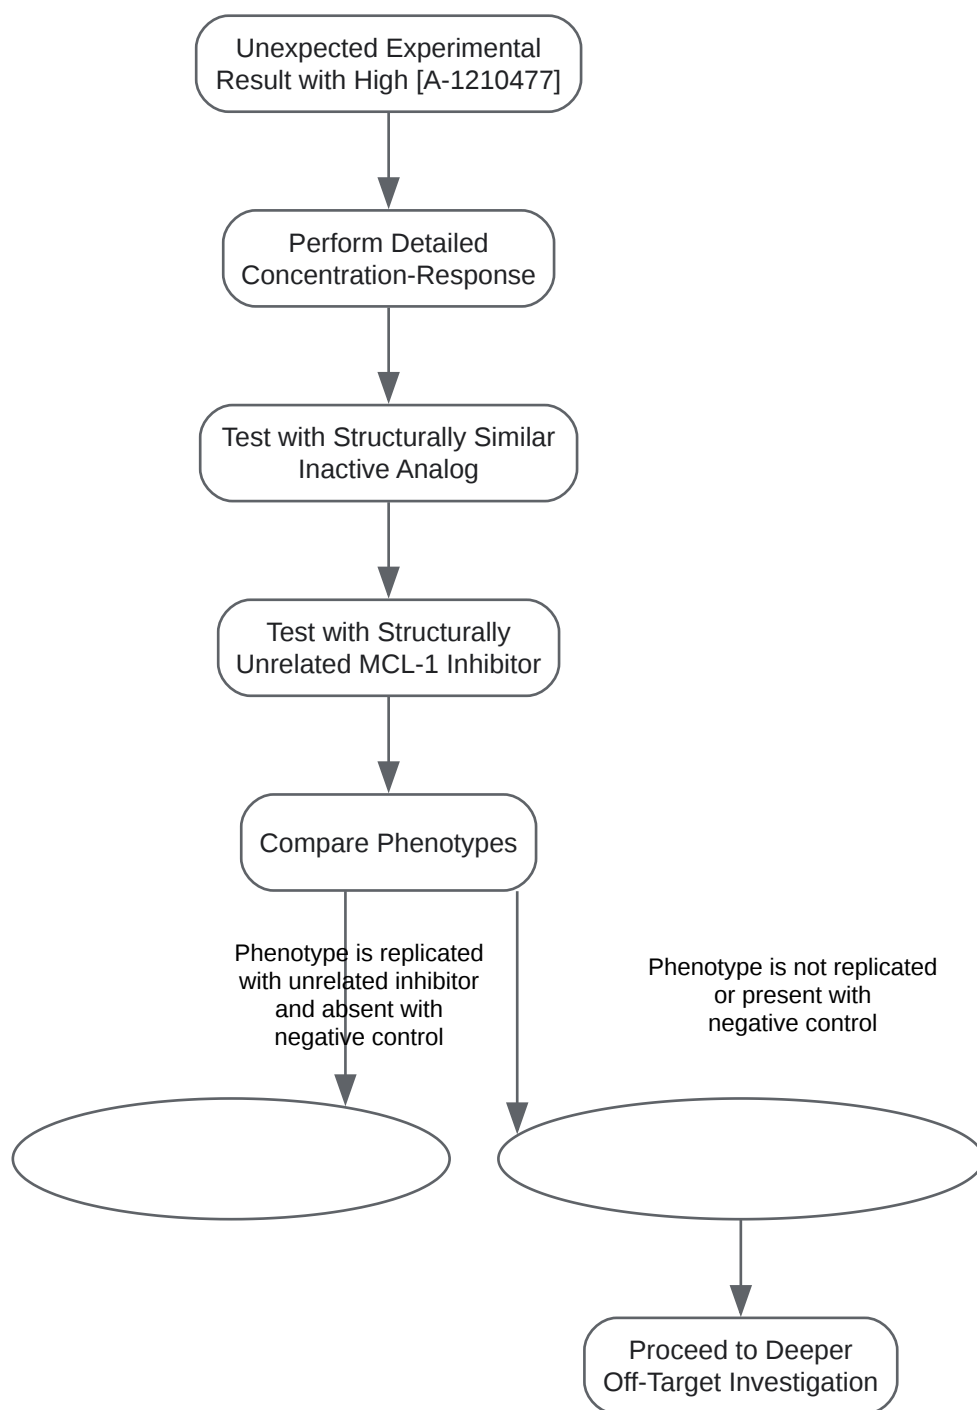 Unexpected Experimental
Result with High [A-1210477]
Perform Detailed
Concentration-Response
Test with Structurally Similar
Inactive Analog
Test with Structurally
Unrelated MCL-1 Inhibitor
Compare Phenotypes
Phenotype is replicated
with unrelated inhibitor
and absent with
negative control
Phenotype is not replicated
or present with
negative control
Proceed to Deeper
Off-Target Investigation